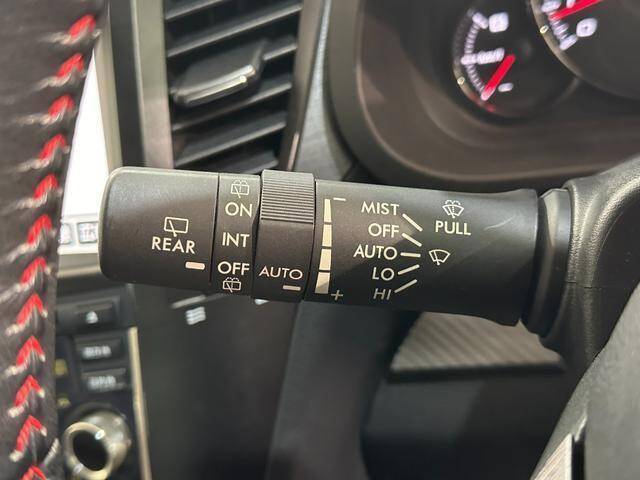 REAR
ON
INT
OFF
AUTO
−
+
MIST
OFF
AUTO
LO
HI
PULL